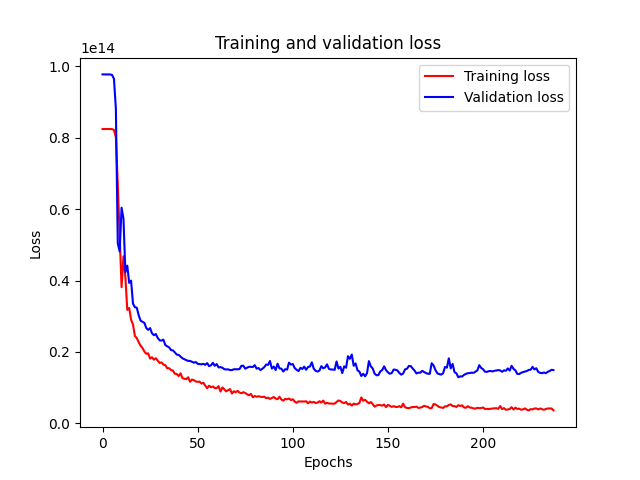 Training and validation loss
1e14
Training loss
Validation loss
1.0
0.8
0.6
0.4
0.2
0.0
Loss
0
50
100
150
200
Epochs